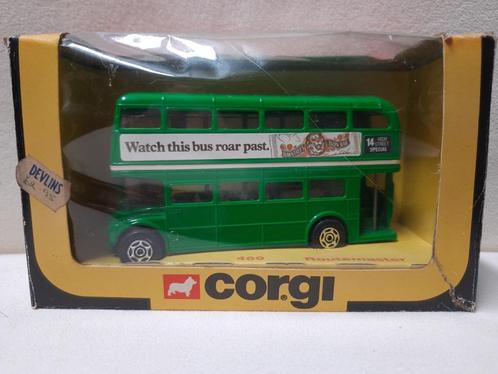 Watch this bus roar past.
14 HIGH
STREET
SPECIAL
DEVLINS
469 Routemaster
CORGI